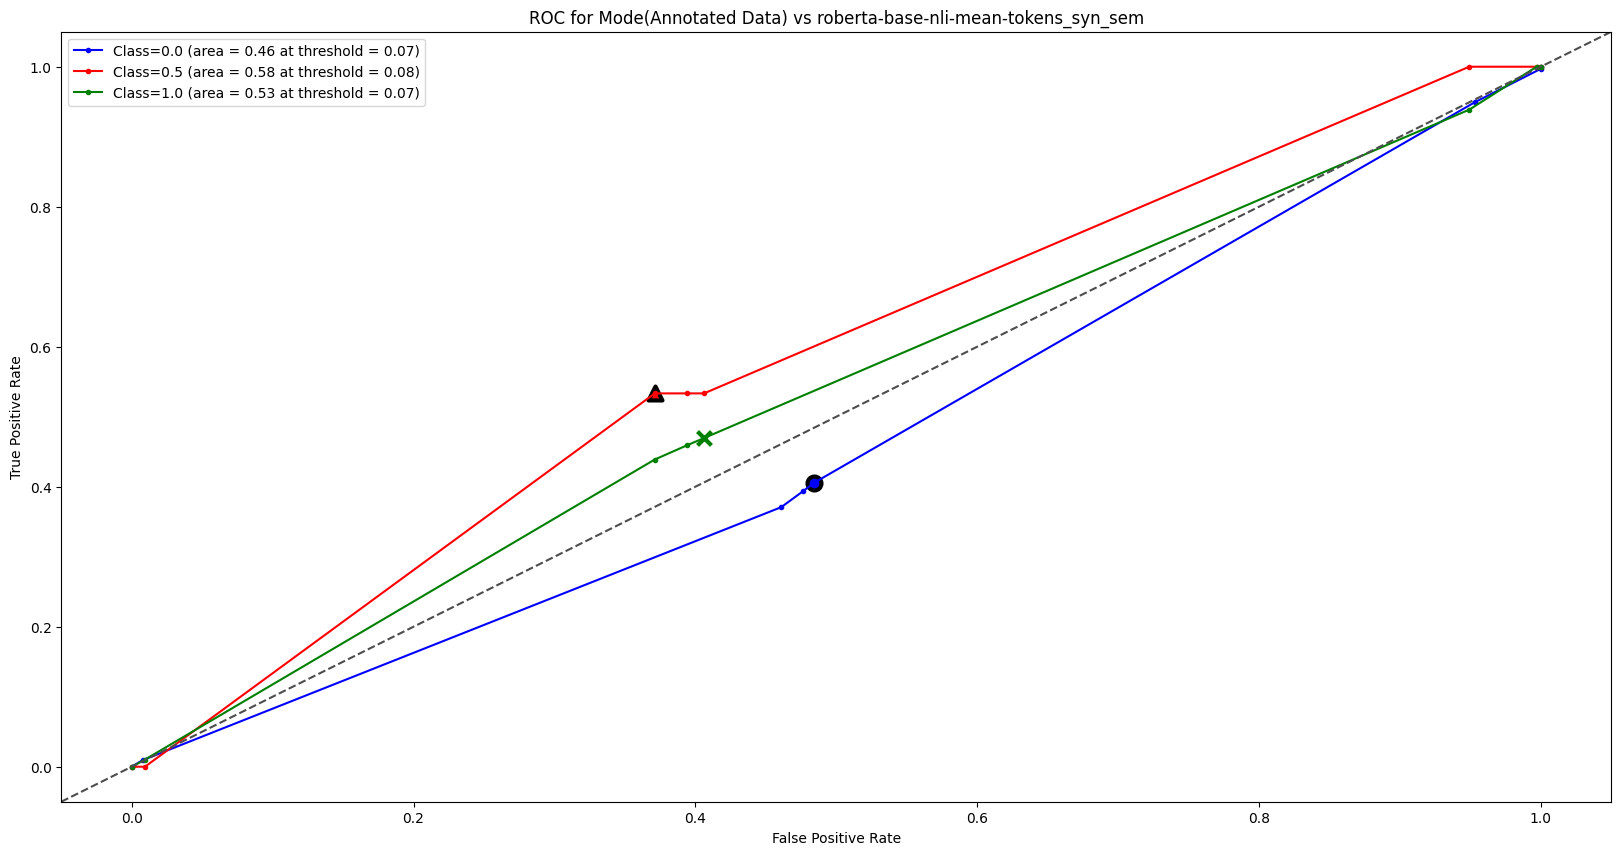 ROC for Mode(Annotated Data) vs roberta-base-nli-mean-tokens_syn_sem
Class=0.0 (area = 0.46 at threshold = 0.07)
Class=0.5 (area = 0.58 at threshold = 0.08)
Class=1.0 (area = 0.53 at threshold = 0.07)
True Positive Rate
1.0
0.8
0.6
0.4
0.2
0.0
0.0 0.2 0.4 0.6 0.8 1.0
False Positive Rate